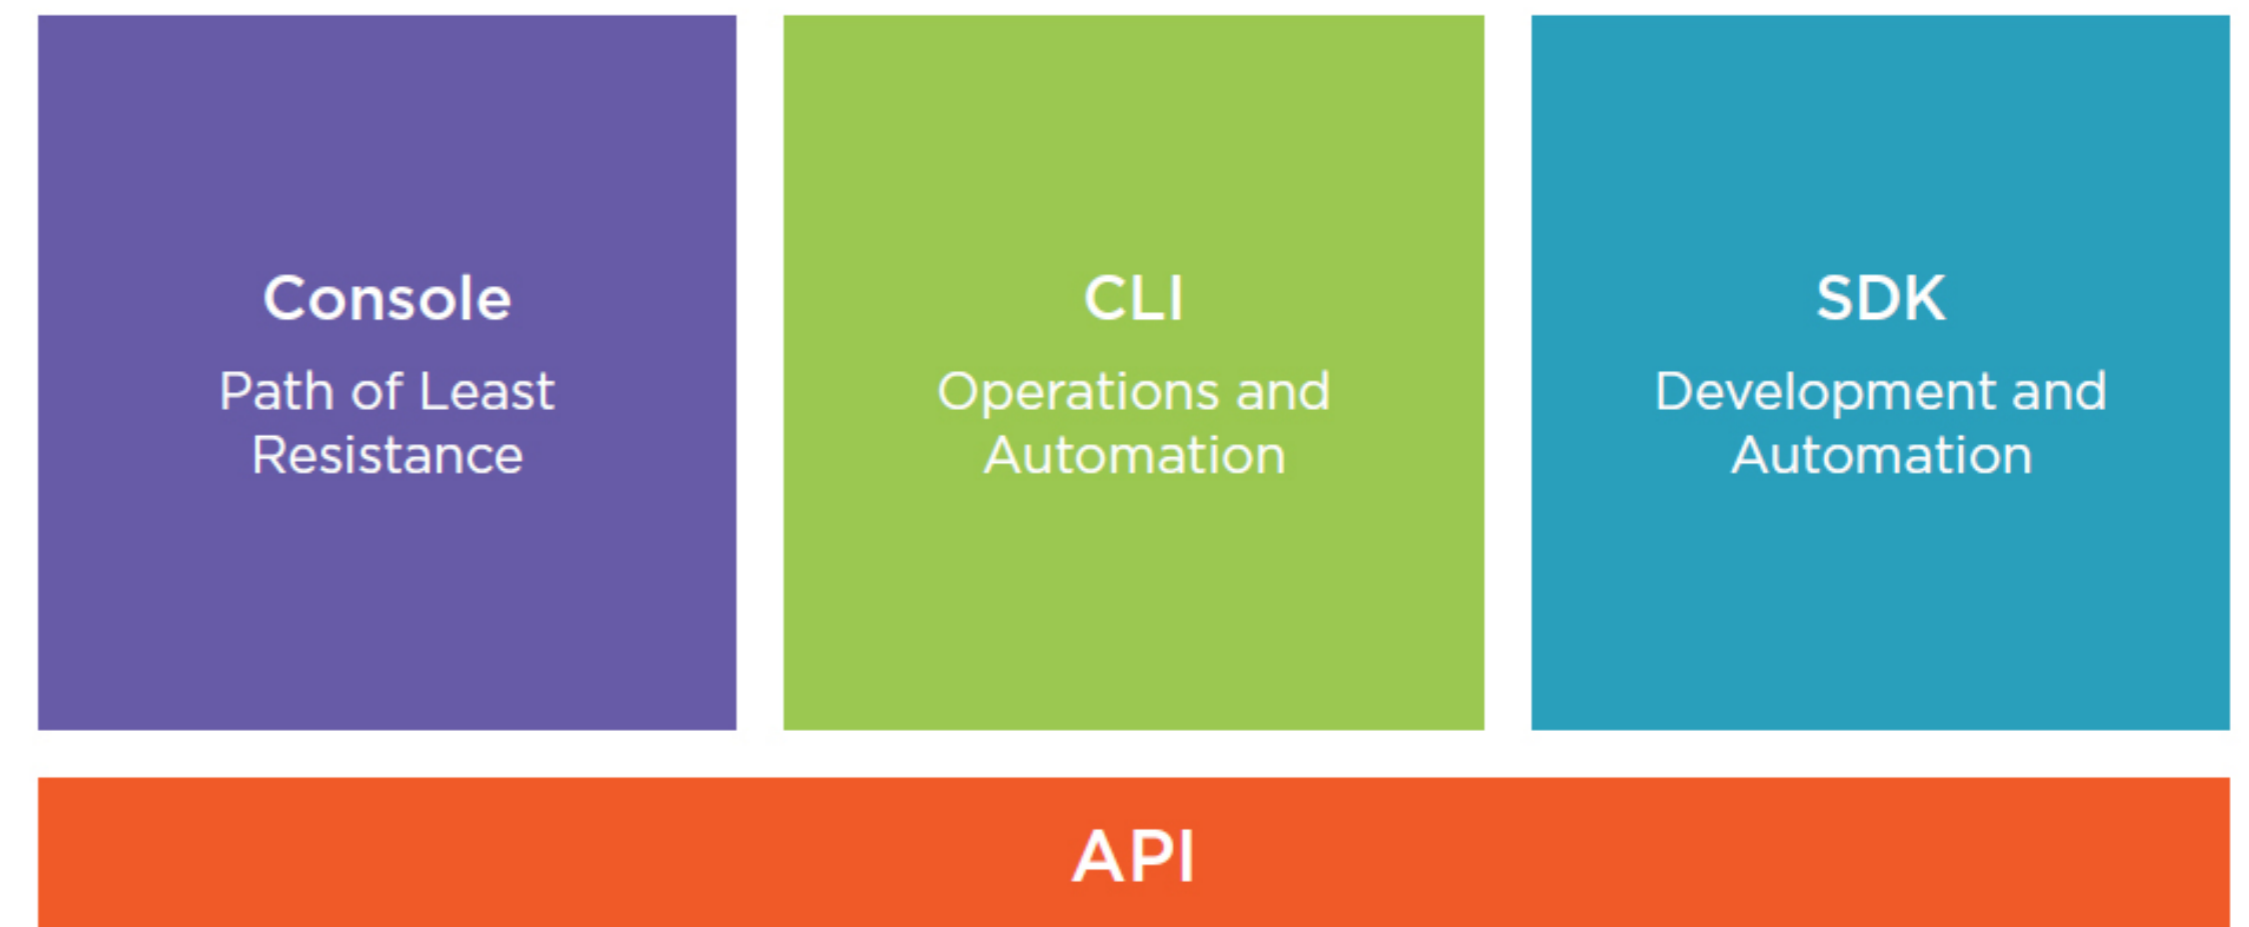 Console
Path of Least
Resistance
CLI
Operations and
Automation
SDK
Development and
Automation
API